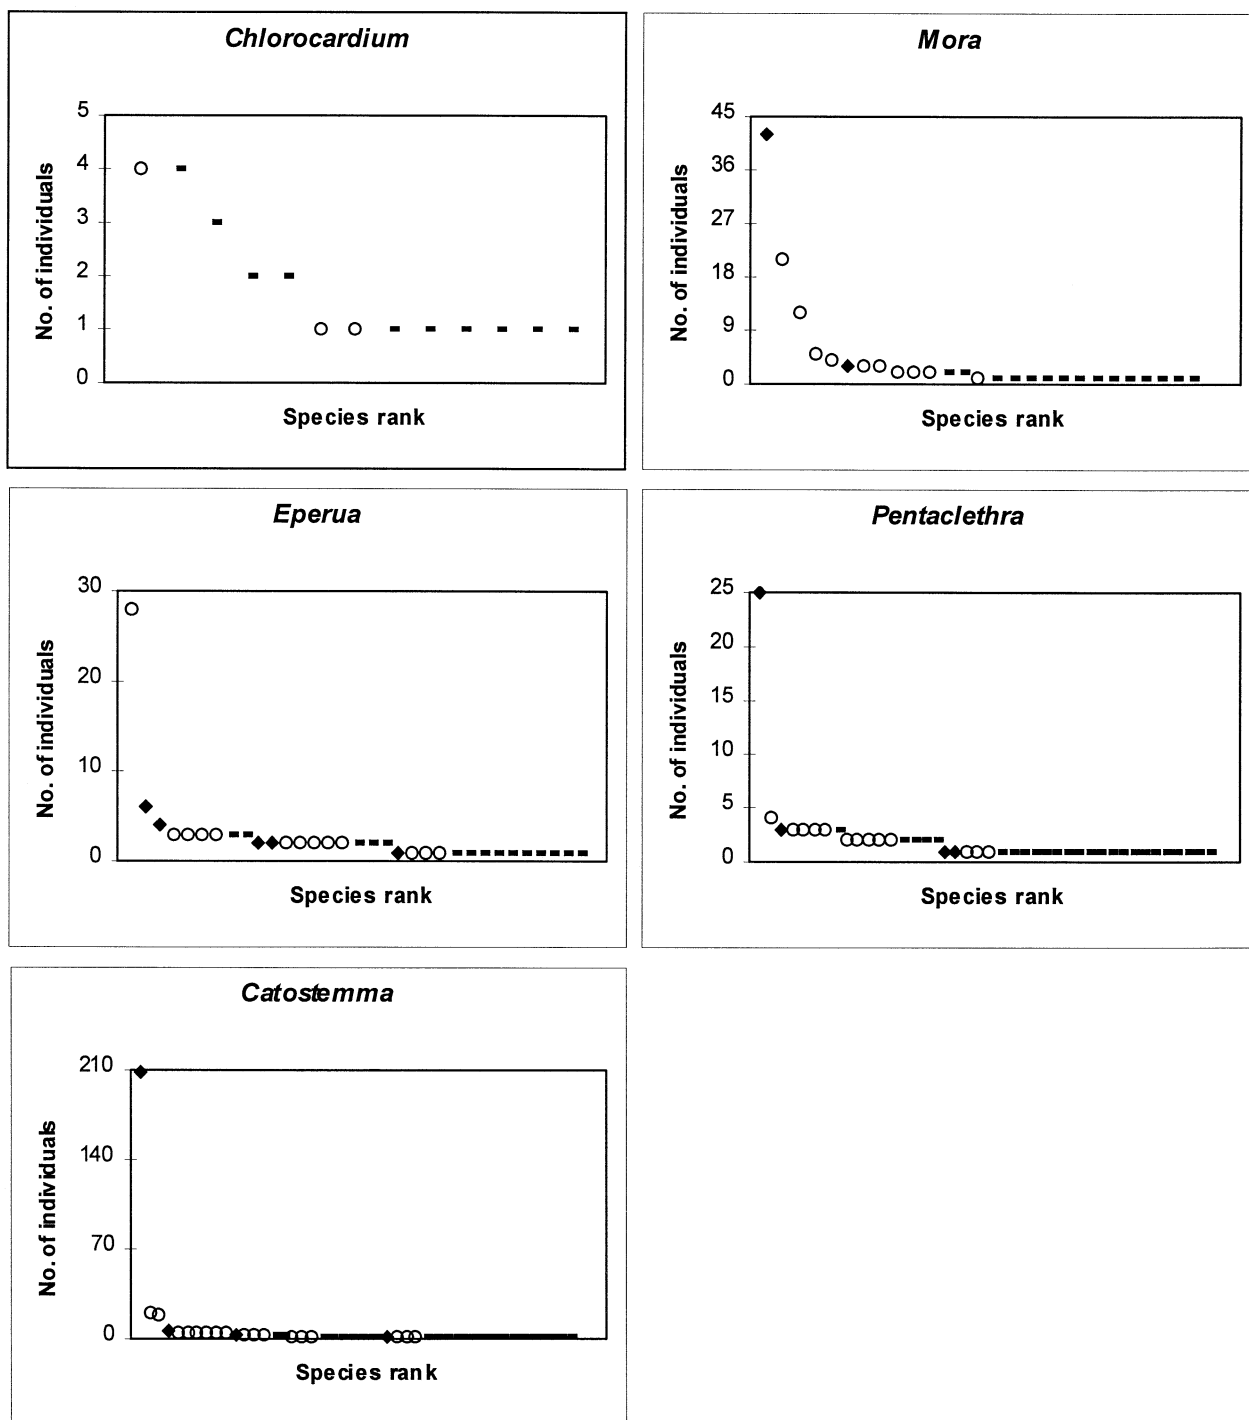 Chlorocardium
5
4
3
2
1
0
No. of individuals
Species rank
Mora
45
36
27
18
9
0
No. of individuals
Species rank
Eperua
30
20
10
0
No. of individuals
Species rank
Pentaclethra
25
20
15
10
5
0
No. of individuals
Species rank
Catostemma
210
140
70
0
No. of individuals
Species rank